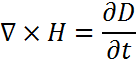 ∇ × H = ∂D/∂t